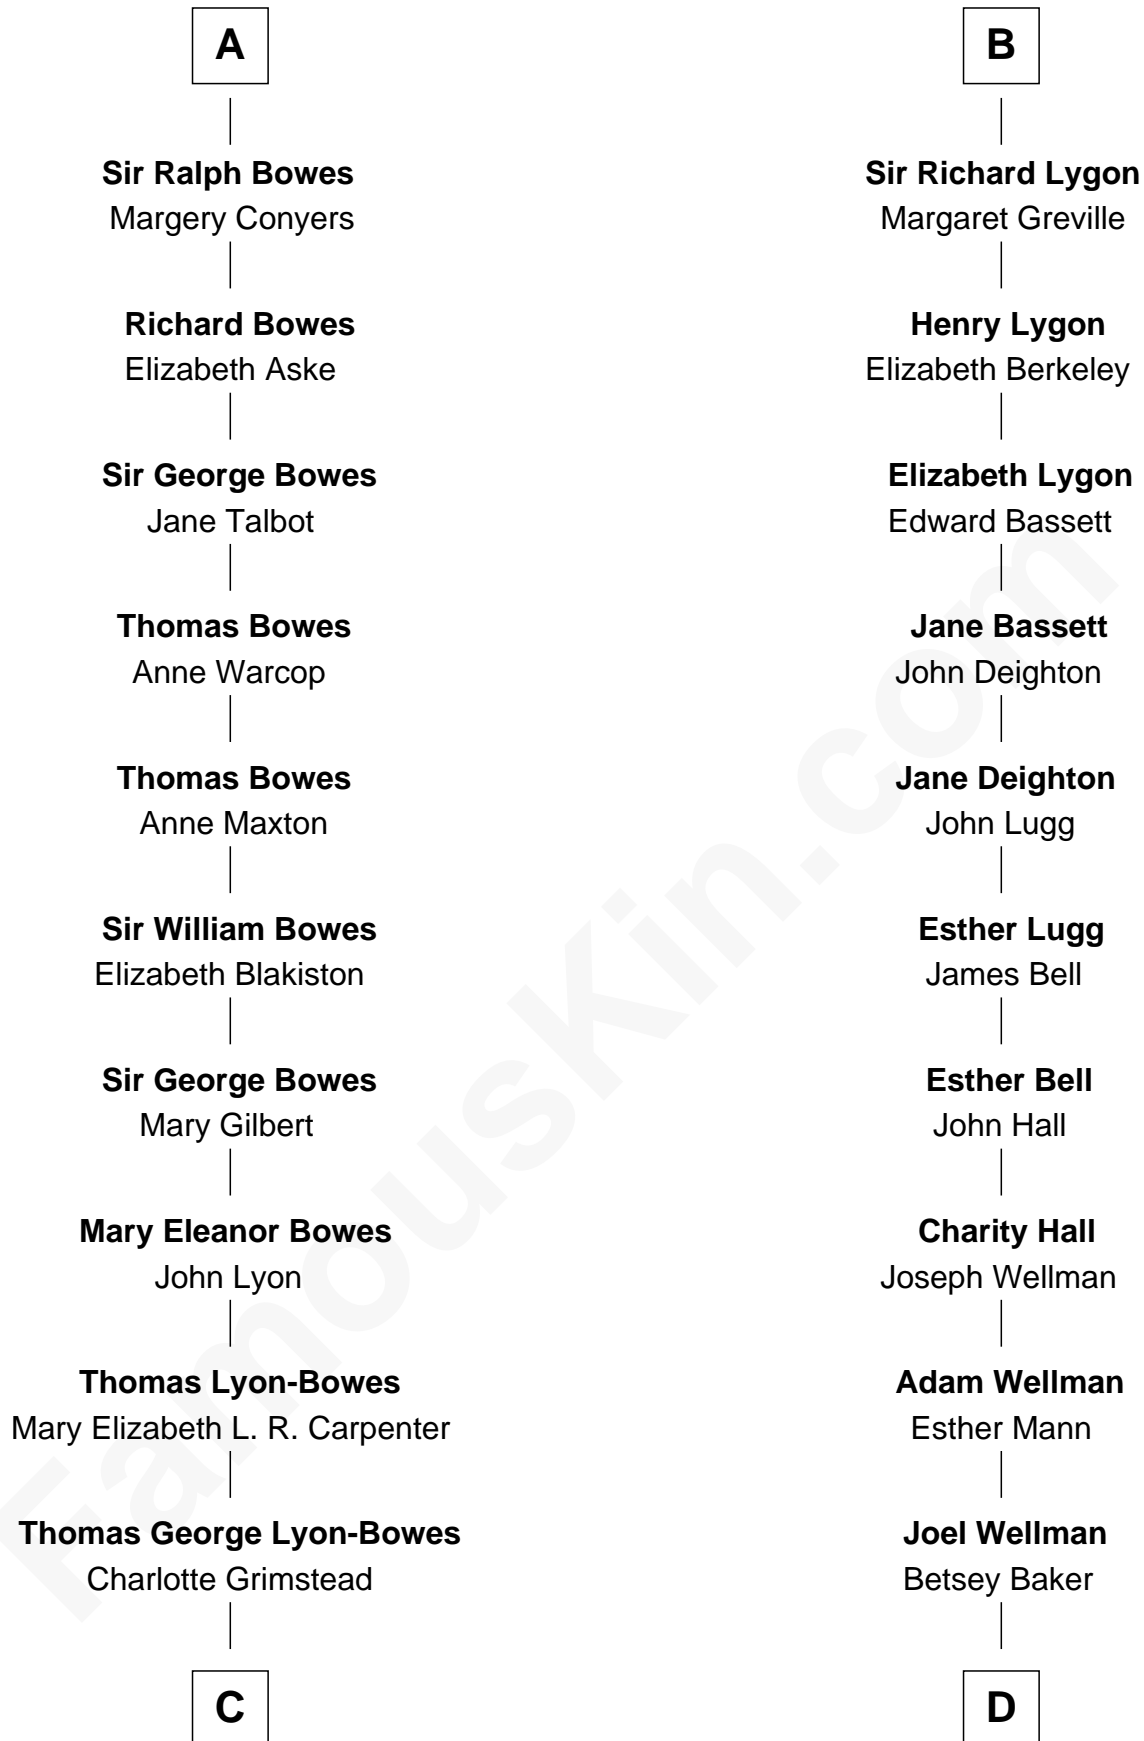 A
Sir Ralph Bowes
Margery Conyers
Richard Bowes
Elizabeth Aske
Sir George Bowes
Jane Talbot
Thomas Bowes
Anne Warcop
Thomas Bowes
Anne Maxton
Sir William Bowes
Elizabeth Blakiston
Sir George Bowes
Mary Gilbert
Mary Eleanor Bowes
John Lyon
Thomas Lyon-Bowes
Mary Elizabeth L. R. Carpenter
Thomas George Lyon-Bowes
Charlotte Grimstead
C
B
Sir Richard Lygon
Margaret Greville
Henry Lygon
Elizabeth Berkeley
Elizabeth Lygon
Edward Bassett
Jane Bassett
John Deighton
Jane Deighton
John Lugg
Esther Lugg
James Bell
Esther Bell
John Hall
Charity Hall
Joseph Wellman
Adam Wellman
Esther Mann
Joel Wellman
Betsey Baker
D
FamousKin.com